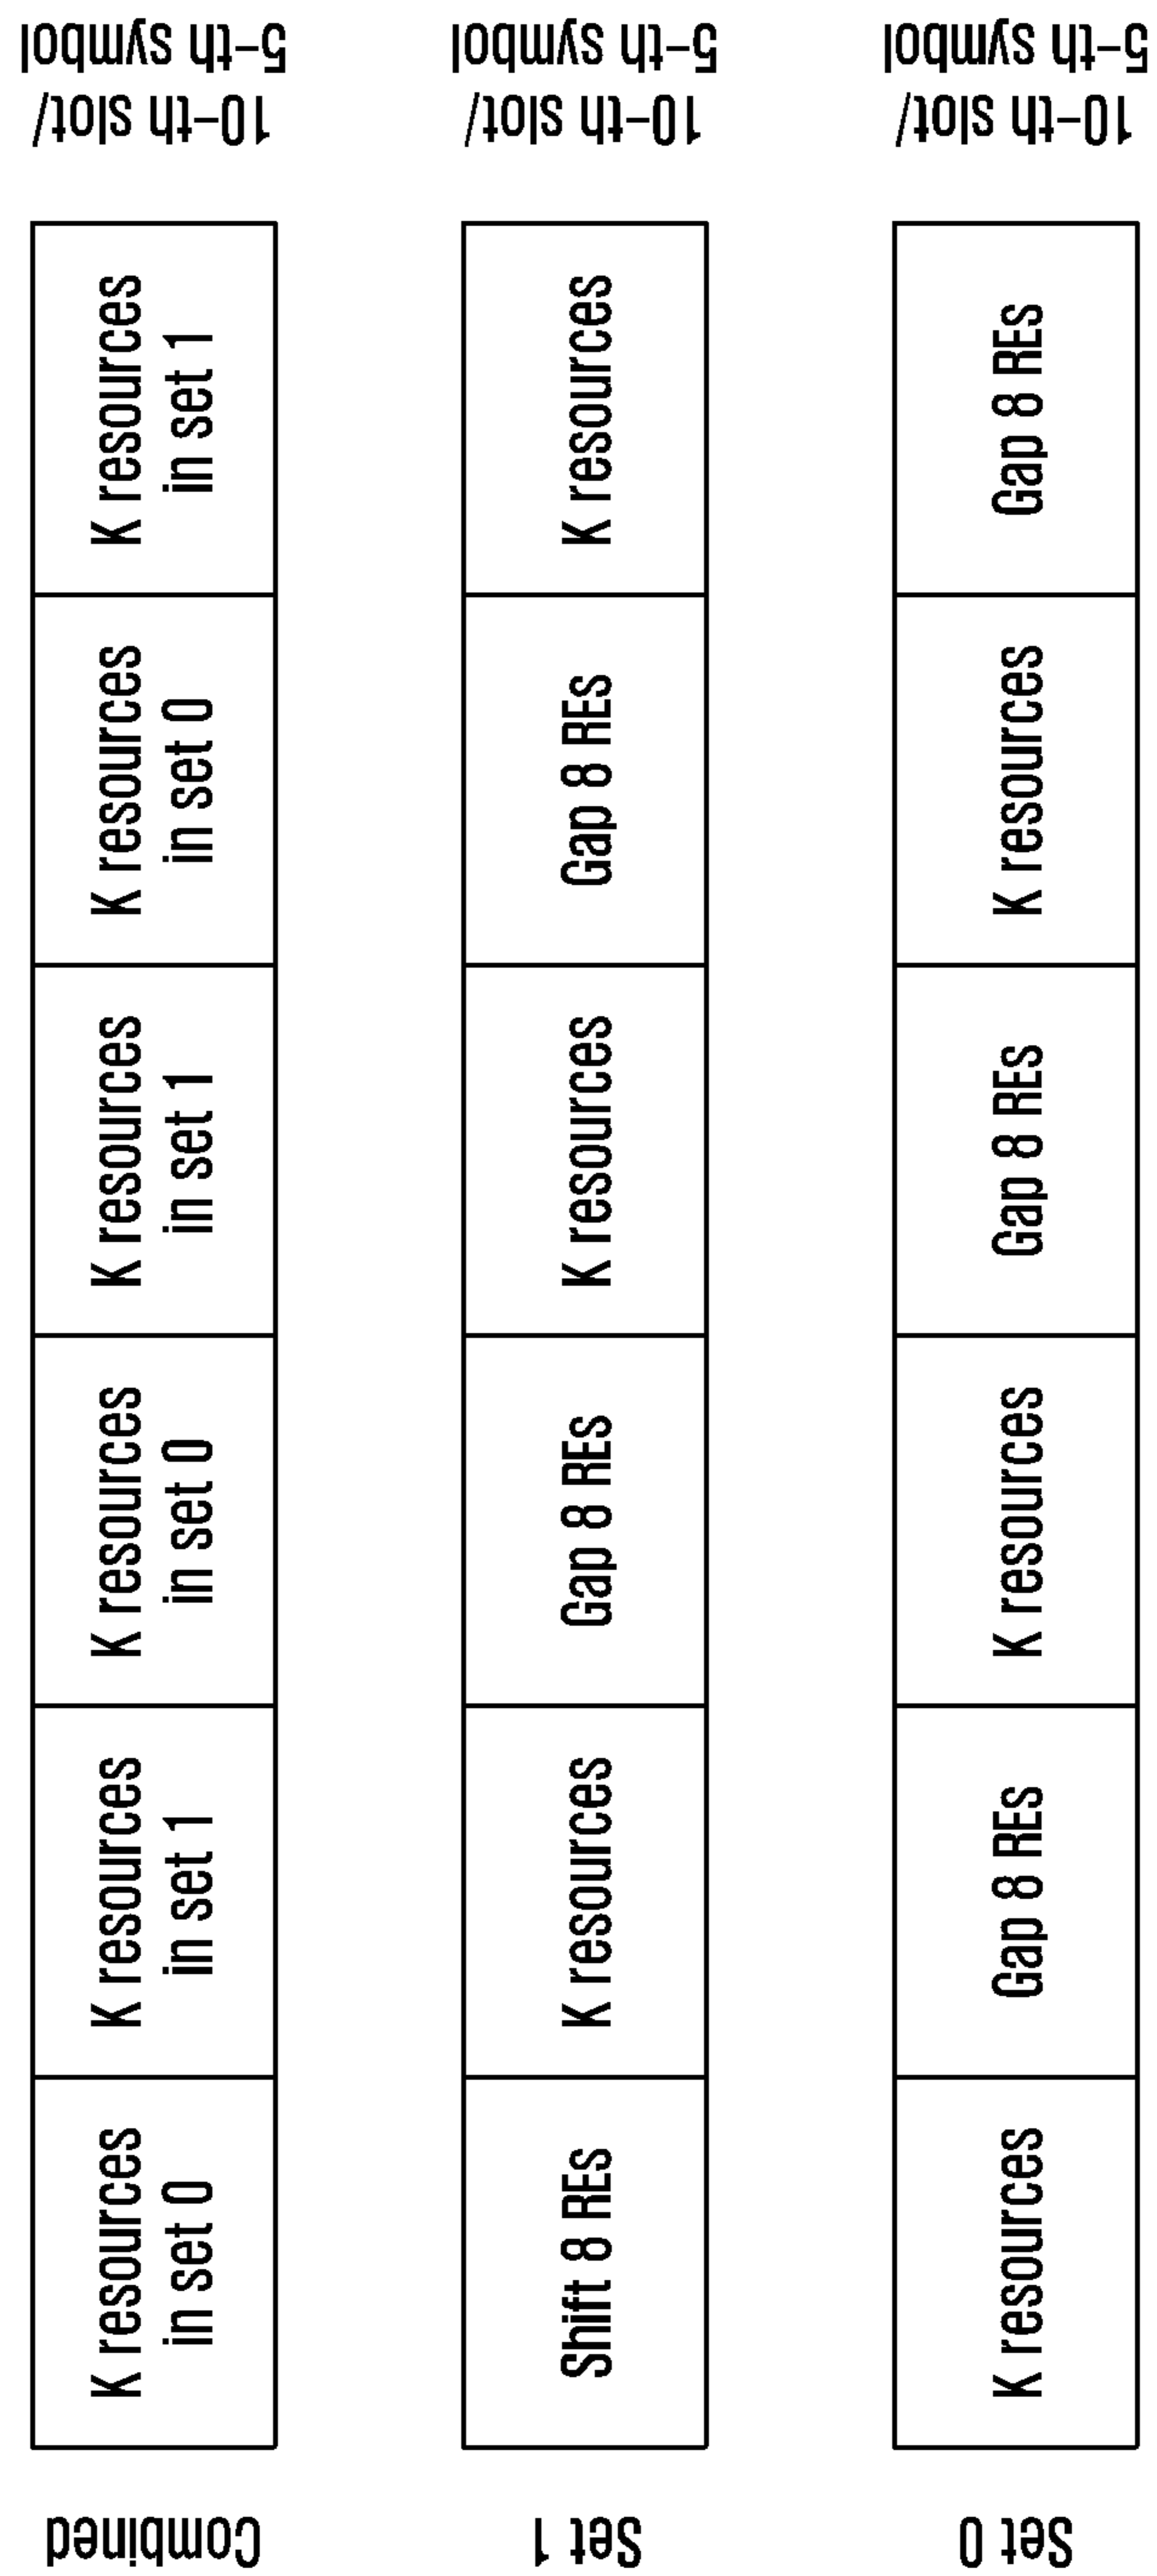 Set 0
K resources
Gap 8 REs
K resources
Gap 8 REs
K resources
Gap 8 REs
10-th slot/
5-th symbol
Set 1
Shift 8 REs
K resources
Gap 8 REs
K resources
Gap 8 REs
K resources
10-th slot/
5-th symbol
Combined
K resources
in set 0
K resources
in set 1
K resources
in set 0
K resources
in set 1
K resources
in set 0
K resources
in set 1
10-th slot/
5-th symbol